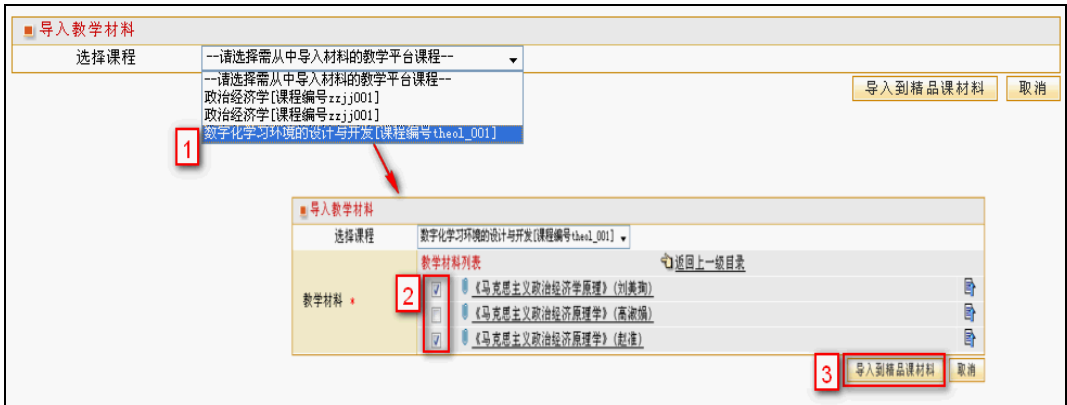 导入教学材料
选择课程 --请选择需从中导入材料的教学平台课程--
--请选择需从中导入材料的教学平台课程--
政治经济学[课程编号zzjj001]
政治经济学[课程编号zzjj001]
数字化学习环境的设计与开发[课程编号theol_001]
导入到精品课材料 取消
1
导入教学材料
选择课程 数字化学习环境的设计与开发[课程编号theol_001]
教学材料列表 返回上一级目录
教学材料 *
2
《马克思主义政治经济学原理》(刘美珣)
《马克思主义政治经济原理学》(高淑娟)
《马克思主义政治经济原理学》(赵准)
3
导入到精品课材料 取消